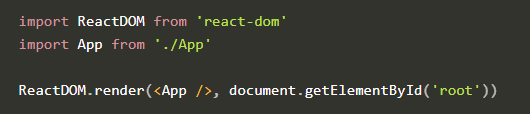 import ReactDOM from 'react-dom'
import App from './App'
ReactDOM.render(<App />, document.getElementById('root'))